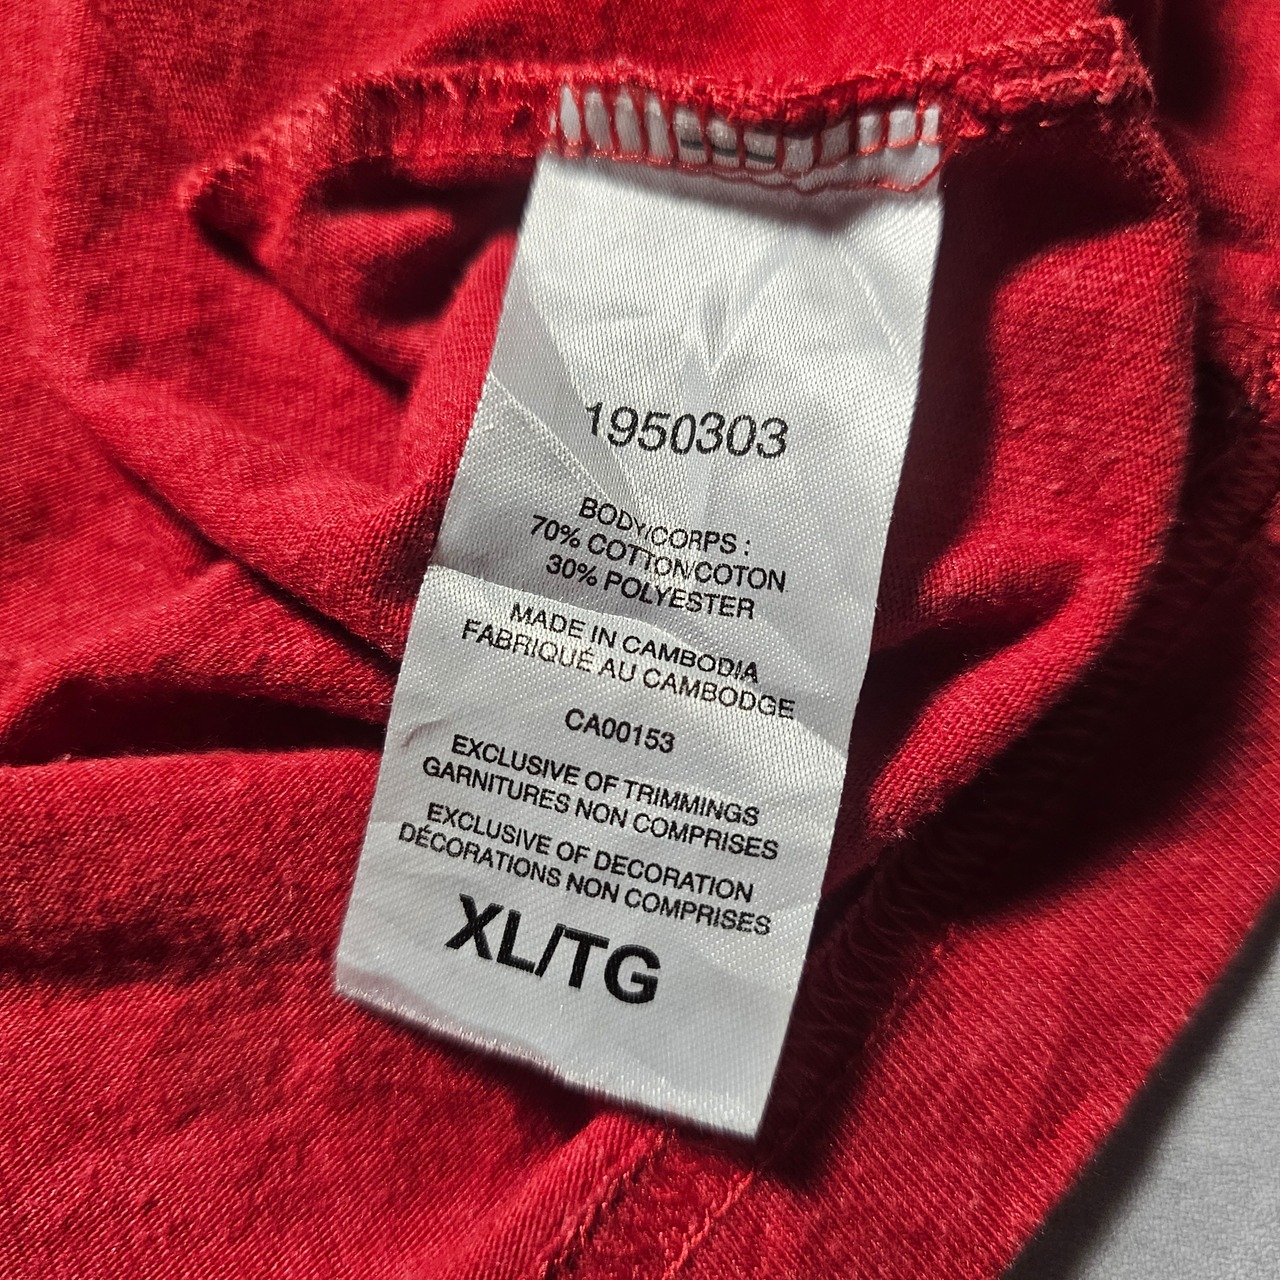 1950303
BODY/CORPS :
70% COTTON/COTON
30% POLYESTER
MADE IN CAMBODIA
FABRIQUÉ AU CAMBODGE
CA00153
EXCLUSIVE OF TRIMMINGS
GARNITURES NON COMPRISES
EXCLUSIVE OF DECORATION
DÉCORATIONS NON COMPRISES
XL/TG